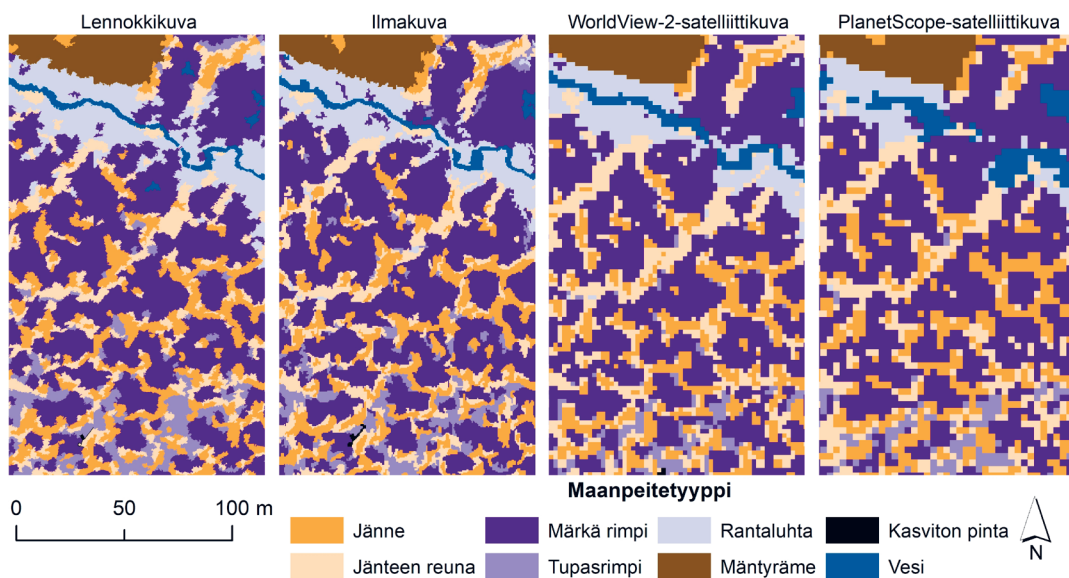 Lennokkikuva
Ilmakuva
WorldView-2-satelliittikuva
PlanetScope-satelliittikuva
Maanpeitetyyppi
0 50 100 m
Jänne
Märkä rimpi
Rantaluhta
Kasviton pinta
Jänteen reuna
Tupasrimpi
Mäntyräme
Vesi
N